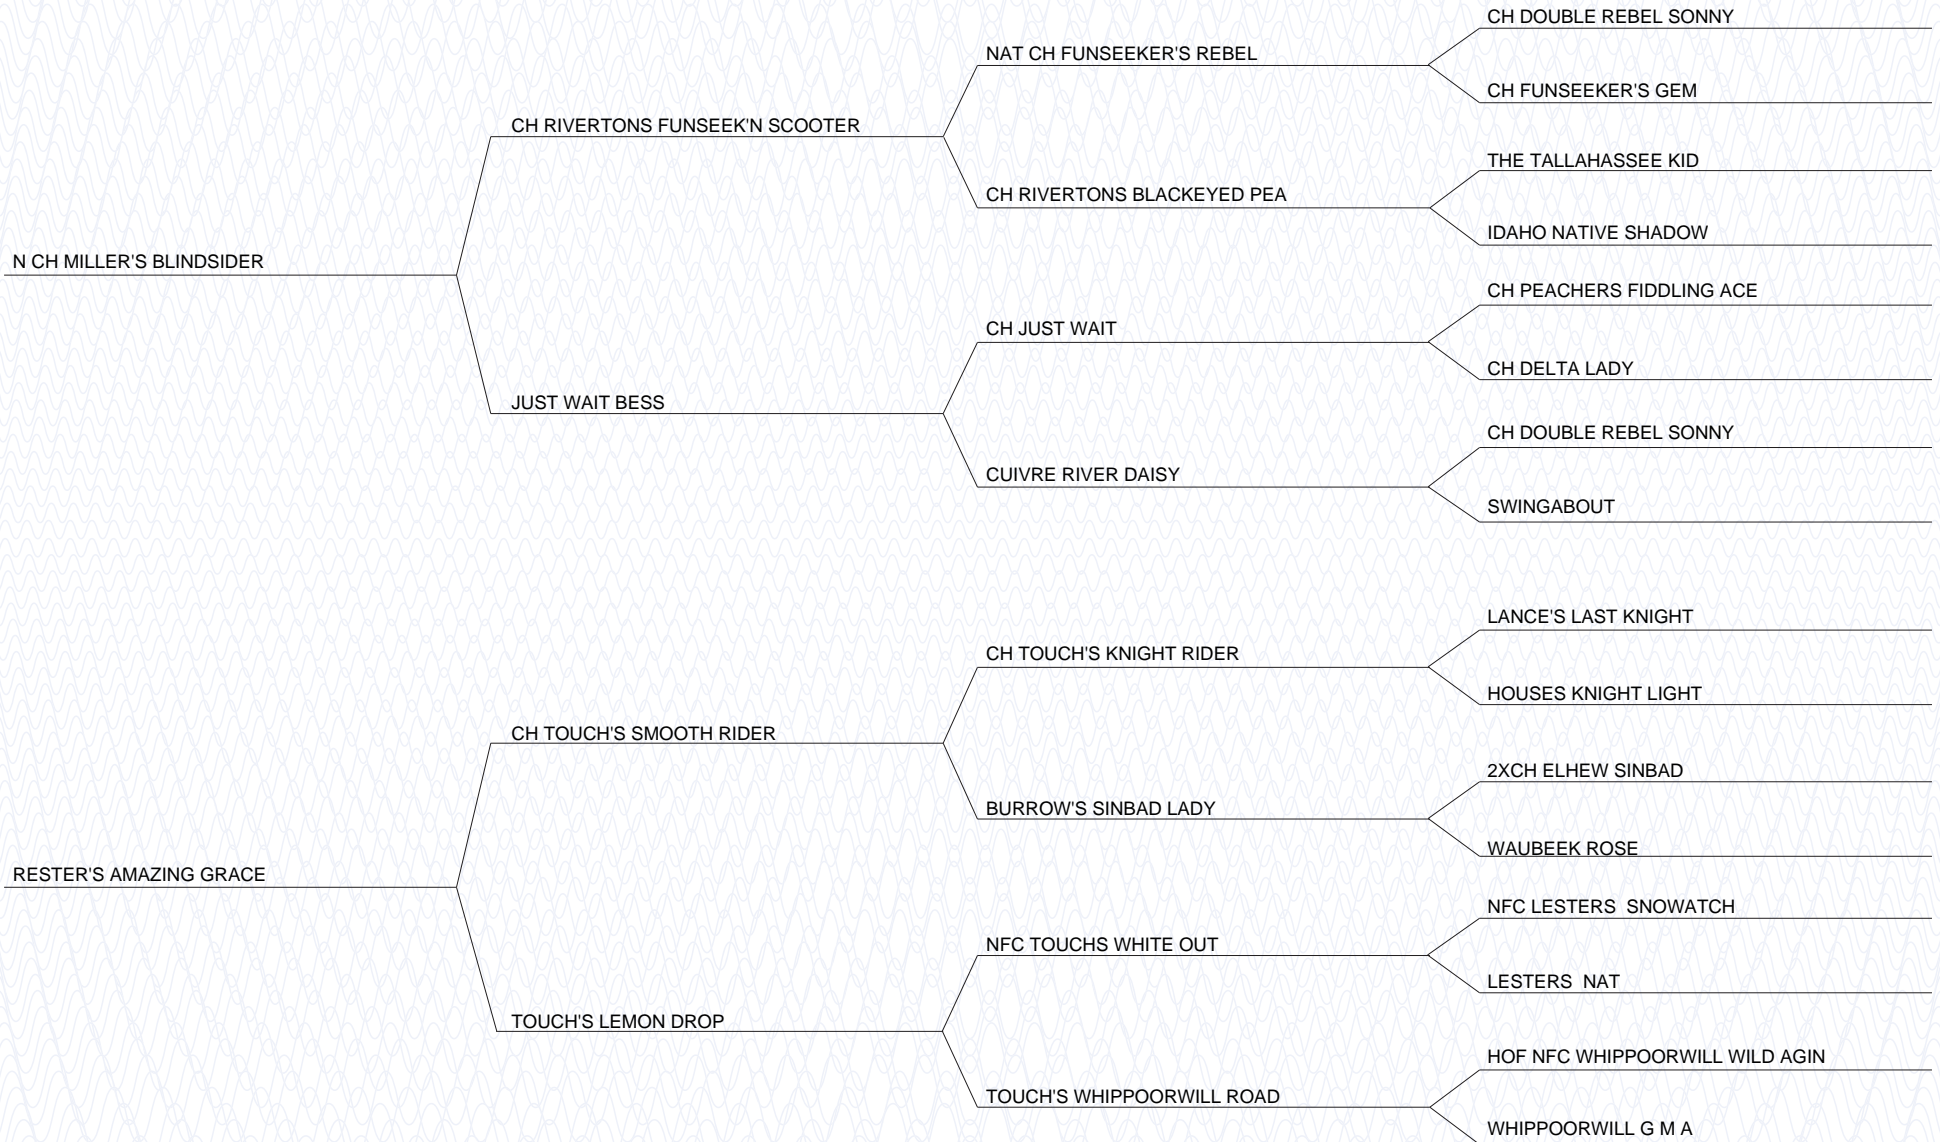 CH DOUBLE REBEL SONNY
NAT CH FUNSEEKER'S REBEL
CH FUNSEEKER'S GEM
CH RIVERTONS FUNSEEK'N SCOOTER
THE TALLAHASSEE KID
CH RIVERTONS BLACKEYED PEA
IDAHO NATIVE SHADOW
N CH MILLER'S BLINDSIDER
CH PEACHERS FIDDLING ACE
CH JUST WAIT
CH DELTA LADY
JUST WAIT BESS
CH DOUBLE REBEL SONNY
CUIVRE RIVER DAISY
SWINGABOUT
LANCE'S LAST KNIGHT
CH TOUCH'S KNIGHT RIDER
HOUSES KNIGHT LIGHT
CH TOUCH'S SMOOTH RIDER
2XCH ELHEW SINBAD
BURROW'S SINBAD LADY
WAUBEEK ROSE
RESTER'S AMAZING GRACE
NFC LESTERS  SNOWATCH
NFC TOUCHS WHITE OUT
LESTERS  NAT
TOUCH'S LEMON DROP
HOF NFC WHIPPOORWILL WILD AGIN
TOUCH'S WHIPPOORWILL ROAD
WHIPPOORWILL G M A